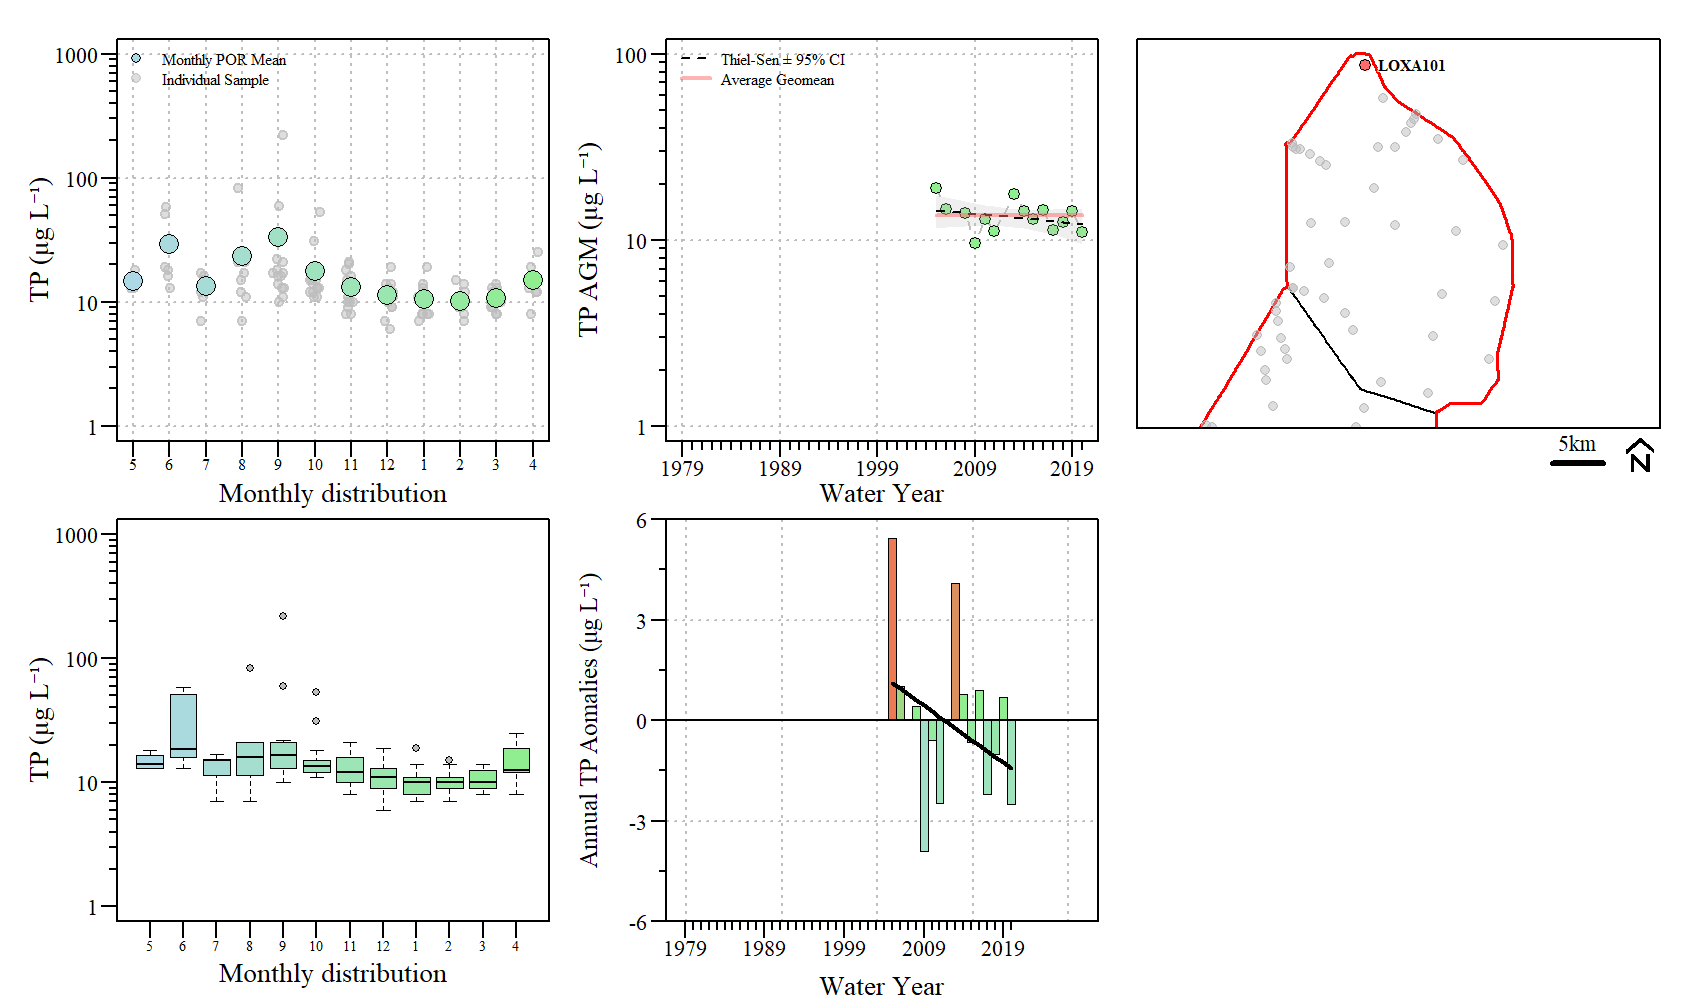 1000
100
10
1
TP (µg L⁻¹)
Monthly POR Mean
Individual Sample
5 6 7 8 9 10 11 12 1 2 3 4
Monthly distribution
100
10
1
TP AGM (µg L⁻¹)
Thiel-Sen ± 95% CI
Average Geomean
1979 1989 1999 2009 2019
Water Year
LOXA101
5km
N
1000
100
10
1
TP (µg L⁻¹)
5 6 7 8 9 10 11 12 1 2 3 4
Monthly distribution
6
3
0
-3
-6
Annual TP Aomalies (µg L⁻¹)
1979 1989 1999 2009 2019
Water Year